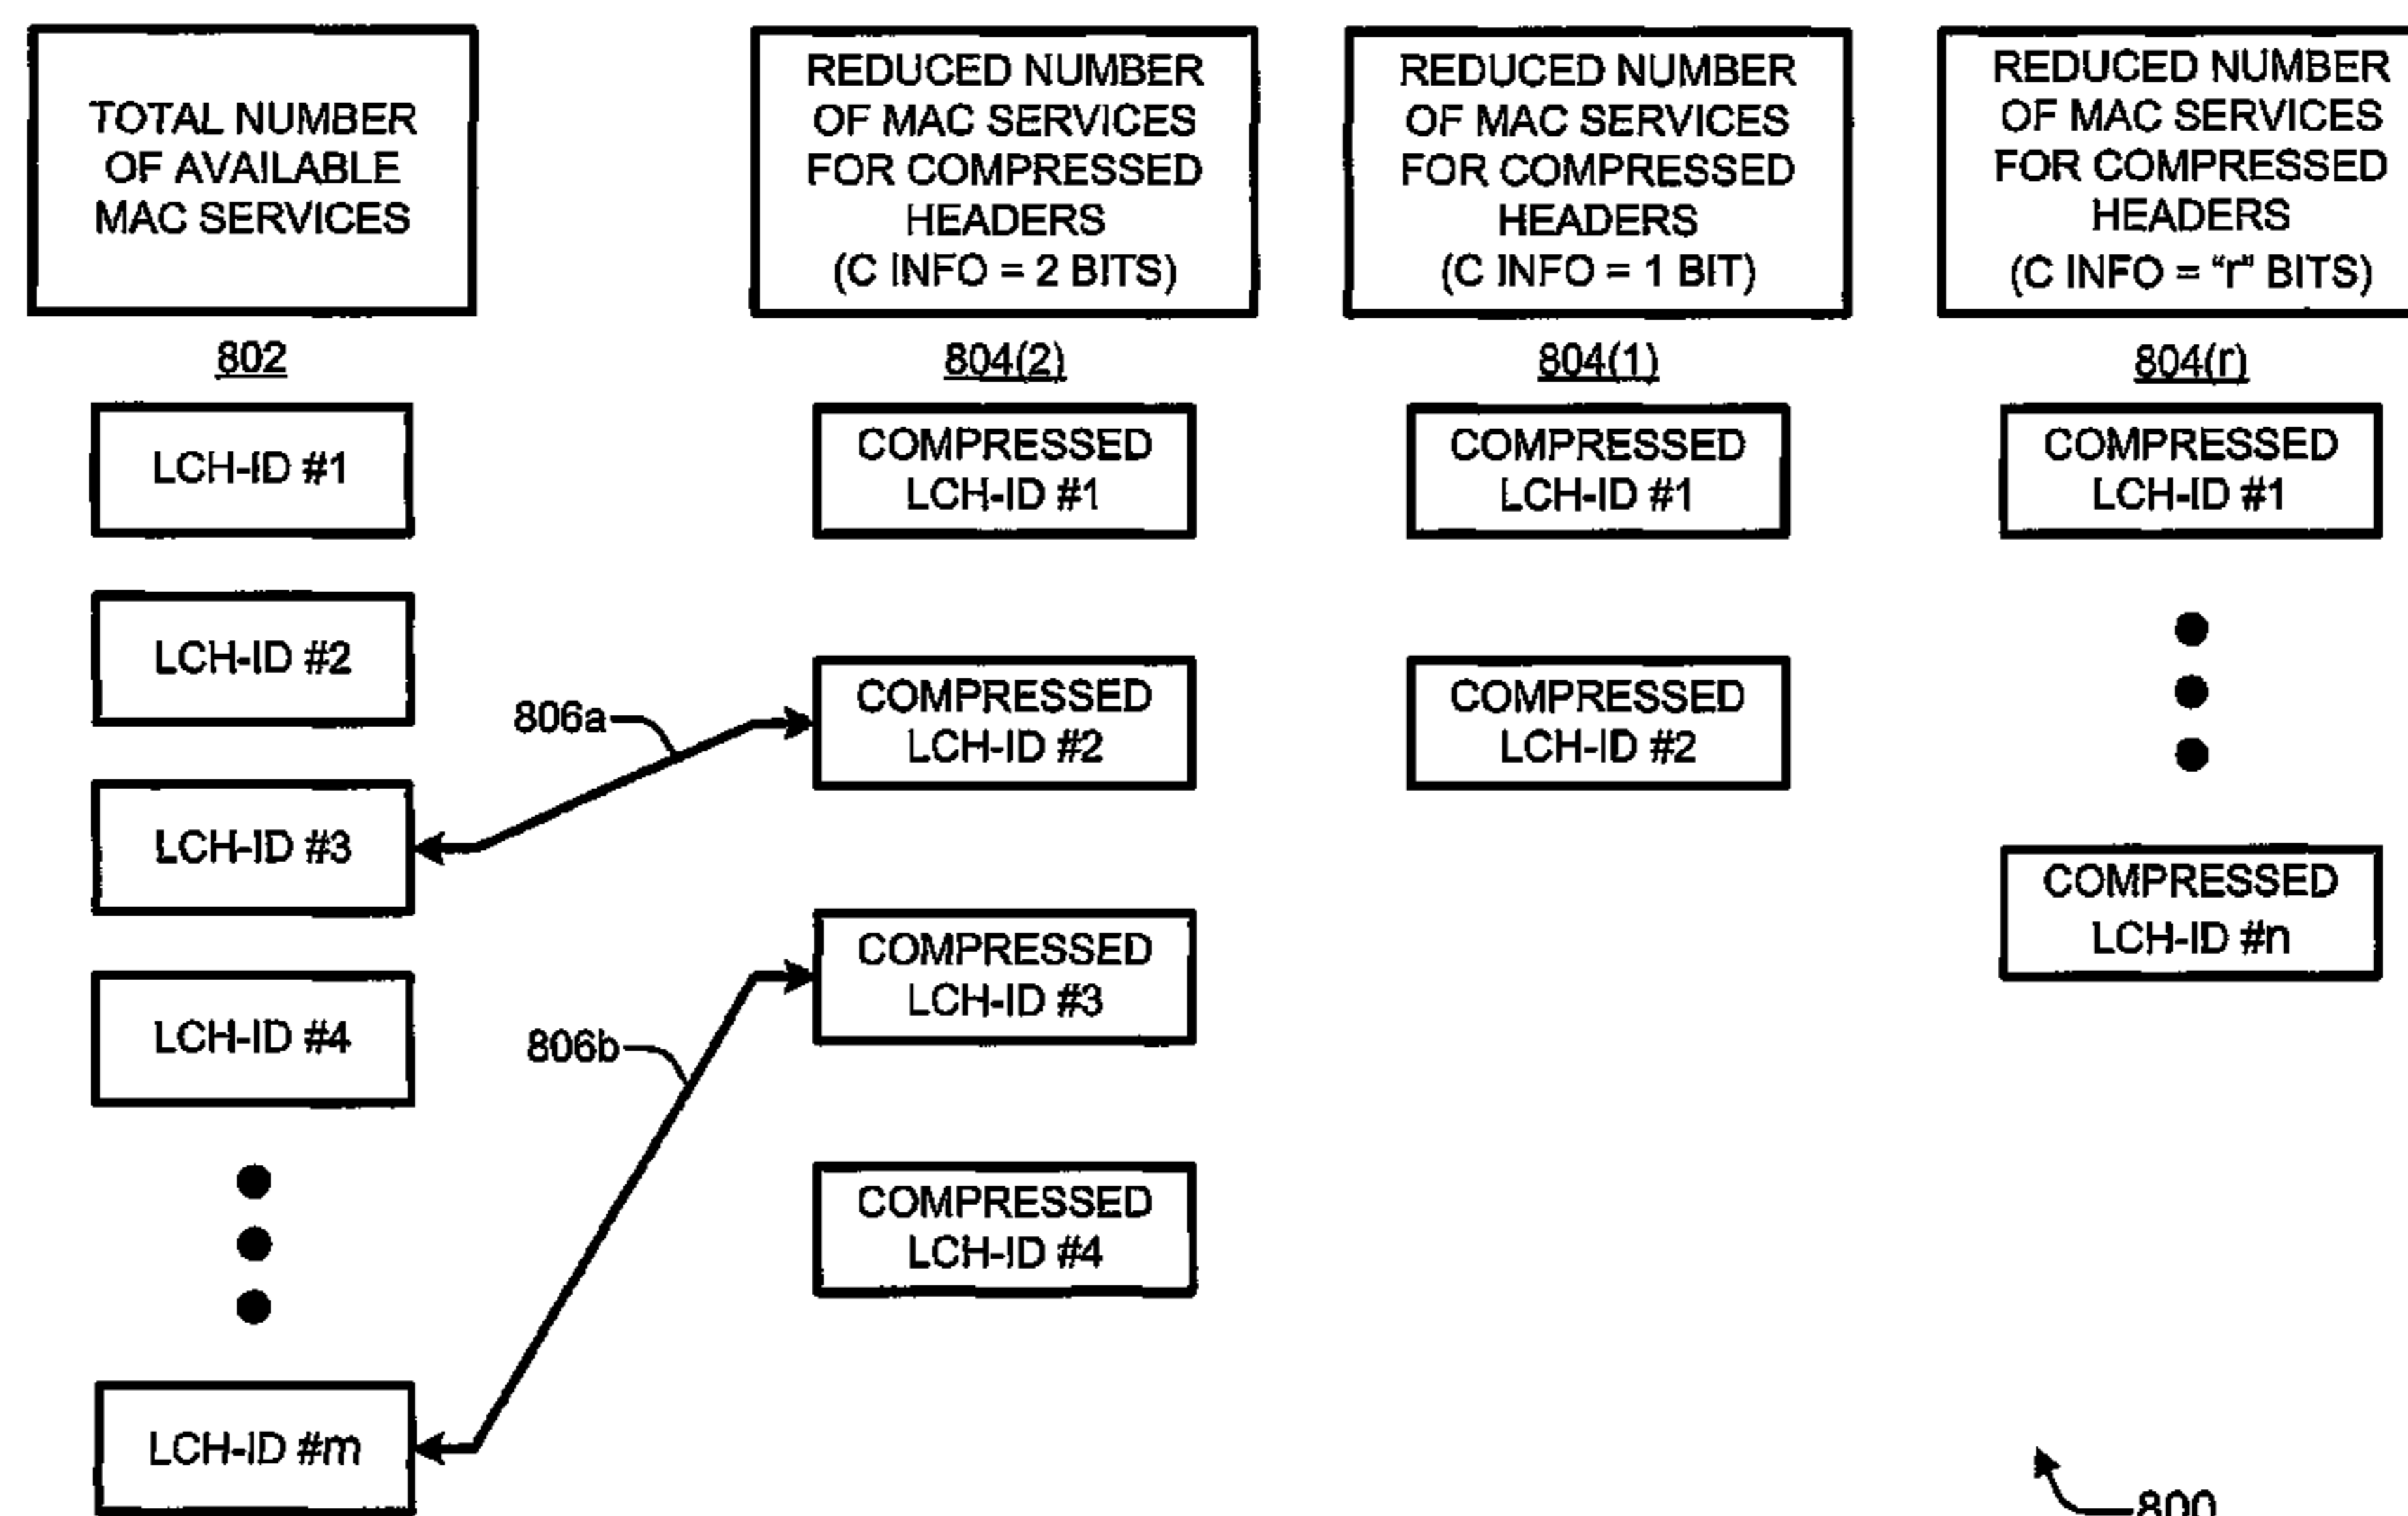 TOTAL NUMBER
OF AVAILABLE
MAC SERVICES
802
LCH-ID #1
LCH-ID #2
LCH-ID #3
LCH-ID #4
LCH-ID #m
806a
806b
REDUCED NUMBER
OF MAC SERVICES
FOR COMPRESSED
HEADERS
(C INFO = 2 BITS)
804(2)
COMPRESSED
LCH-ID #1
COMPRESSED
LCH-ID #2
COMPRESSED
LCH-ID #3
COMPRESSED
LCH-ID #4
REDUCED NUMBER
OF MAC SERVICES
FOR COMPRESSED
HEADERS
(C INFO = 1 BIT)
804(1)
COMPRESSED
LCH-ID #1
COMPRESSED
LCH-ID #2
REDUCED NUMBER
OF MAC SERVICES
FOR COMPRESSED
HEADERS
(C INFO = “r” BITS)
804(r)
COMPRESSED
LCH-ID #1
COMPRESSED
LCH-ID #n
800